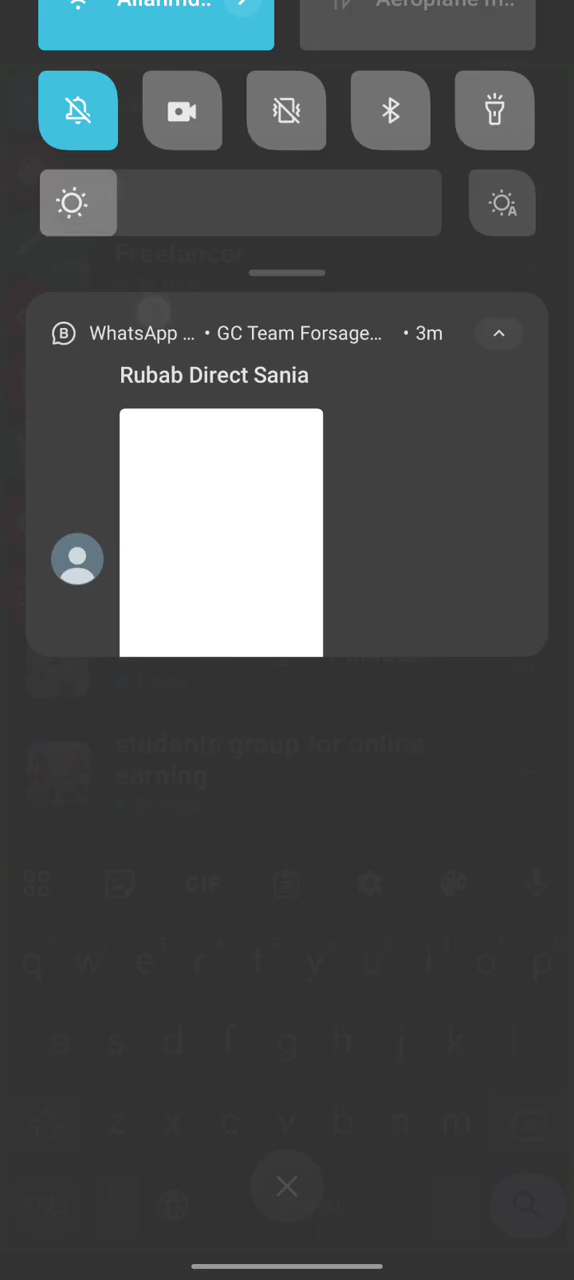 Freelancer
WhatsApp ... • GC Team Forsage... • 3m
Rubab Direct Sania
students group for online
earning
GIF
q w e r t y u i o p
a s d f g h j k l
z x c v b n m